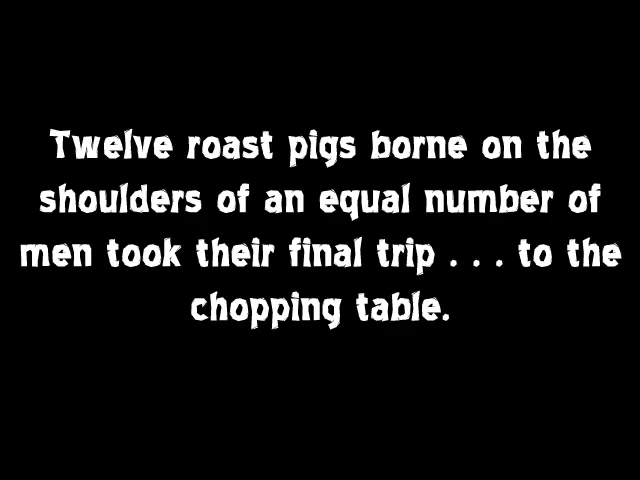 Twelve roast pigs borne on the
shoulders of an equal number of
men took their final trip . . . to the
chopping table.